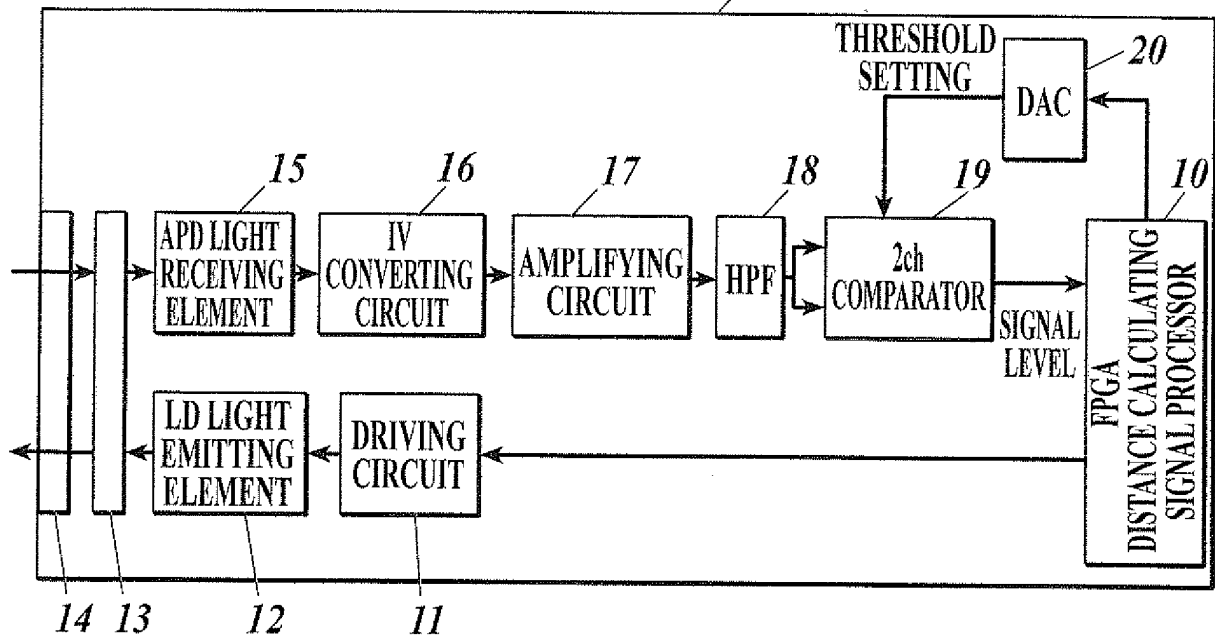 THRESHOLD
SETTING
DAC
20
15
16
17
18
19
10
APD LIGHT
RECEIVING
ELEMENT
IV
CONVERTING
CIRCUIT
AMPLIFYING
CIRCUIT
HPF
2ch
COMPARATOR
SIGNAL
LEVEL
FPGA
DISTANCE CALCULATING
SIGNAL PROCESSOR
LD LIGHT
EMITTING
ELEMENT
DRIVING
CIRCUIT
14
13
12
11